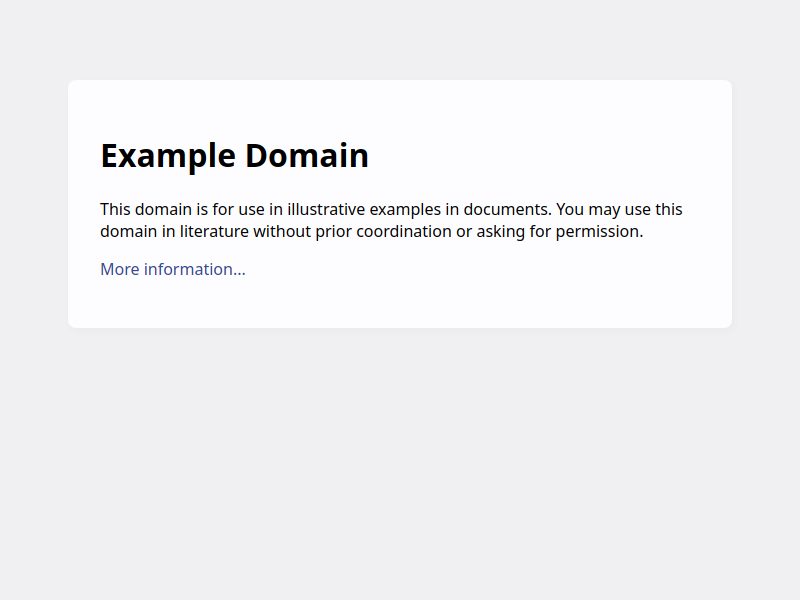 Example Domain
This domain is for use in illustrative examples in documents. You may use this
domain in literature without prior coordination or asking for permission.
More information...